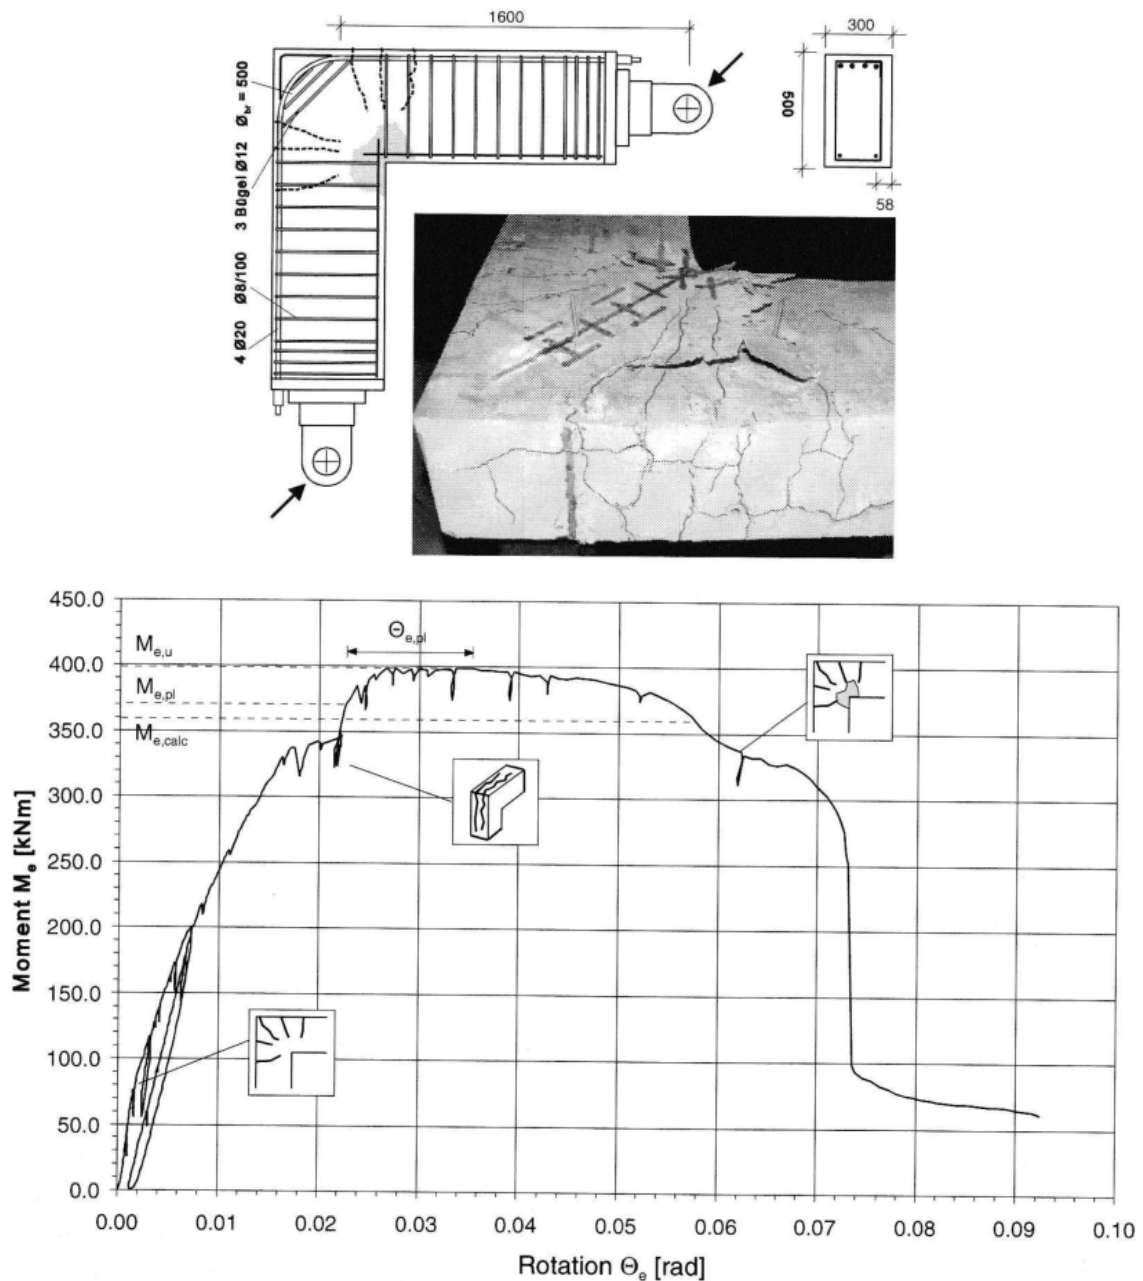 1600
300
500
58
Ø_br = 500
3 Bügel Ø12
Ø8/100
4 Ø20
450.0
400.0
350.0
300.0
250.0
200.0
150.0
100.0
50.0
0.0
Moment M_e [kNm]
M_e,u
M_e,pl
M_e,calc
Θ_e,pl
0.00 0.01 0.02 0.03 0.04 0.05 0.06 0.07 0.08 0.09 0.10
Rotation Θ_e [rad]